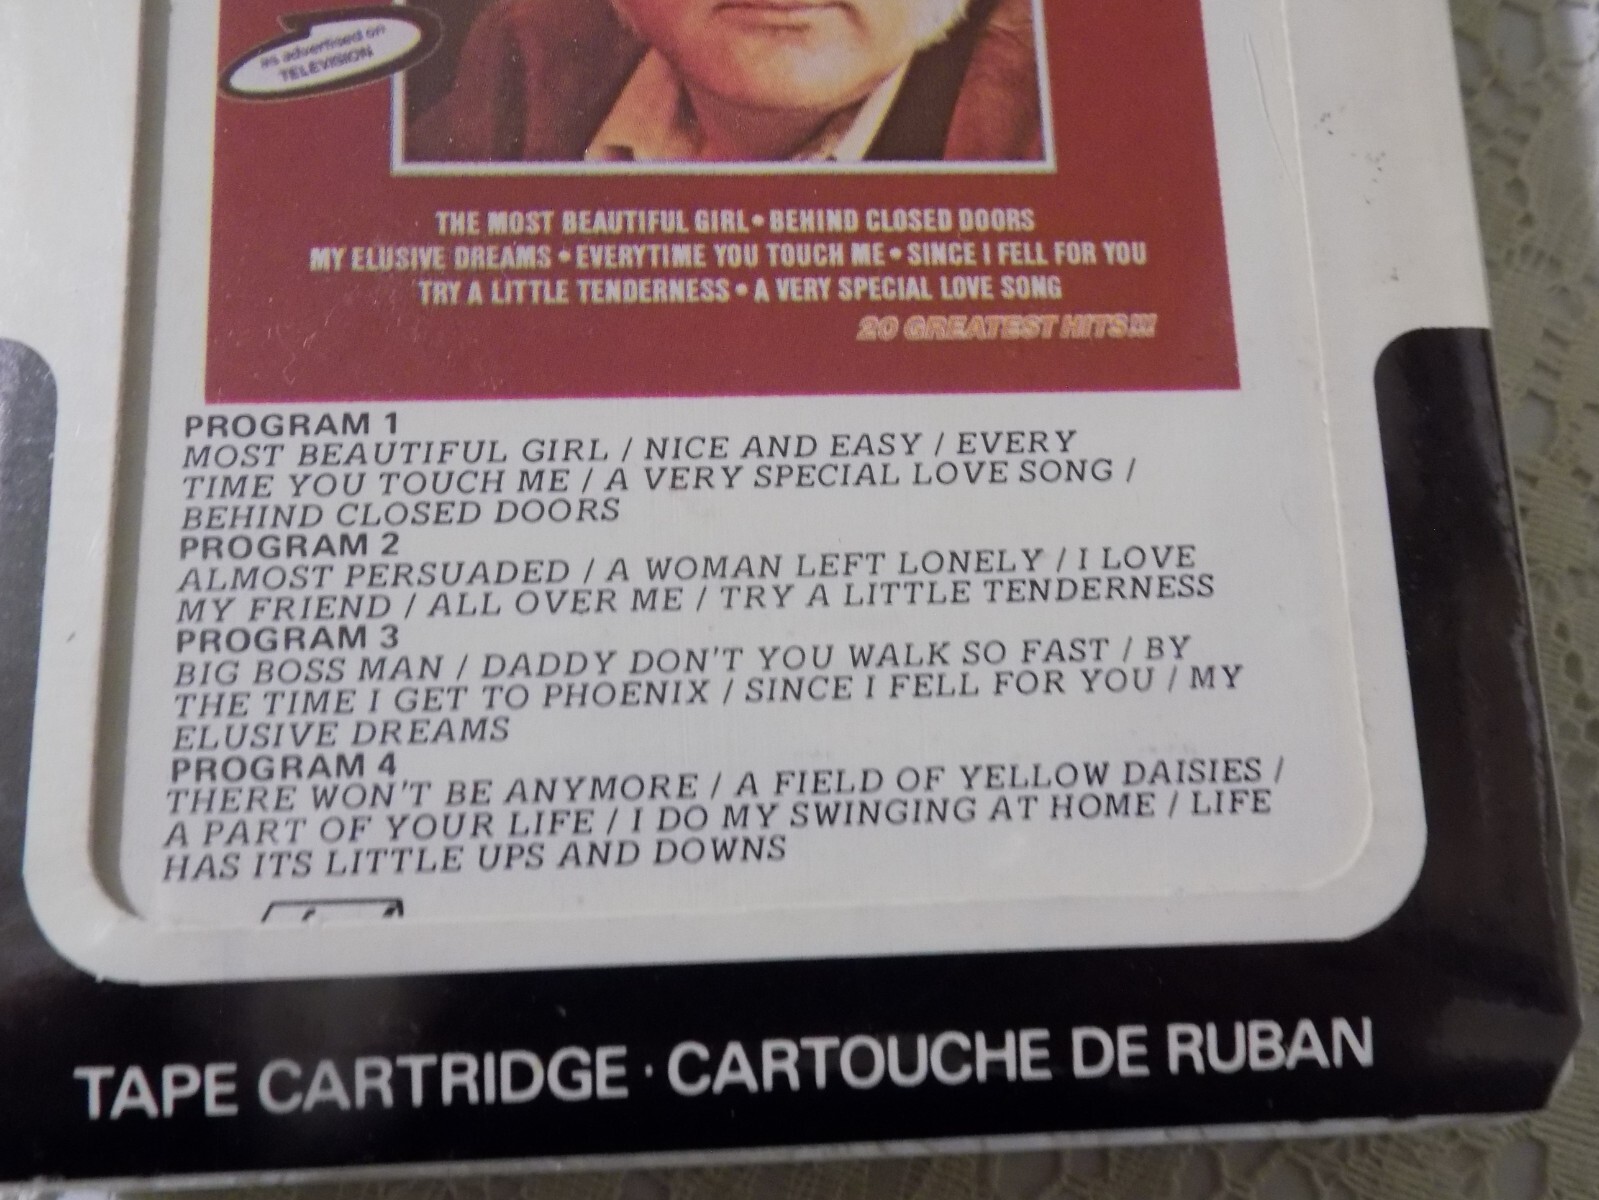 as advertised on
TELEVISION
THE MOST BEAUTIFUL GIRL • BEHIND CLOSED DOORS
MY ELUSIVE DREAMS • EVERYTIME YOU TOUCH ME • SINCE I FELL FOR YOU
TRY A LITTLE TENDERNESS • A VERY SPECIAL LOVE SONG
20 GREATEST HITS!!!
PROGRAM 1
MOST BEAUTIFUL GIRL / NICE AND EASY / EVERY
TIME YOU TOUCH ME / A VERY SPECIAL LOVE SONG /
BEHIND CLOSED DOORS
PROGRAM 2
ALMOST PERSUADED / A WOMAN LEFT LONELY / I LOVE
MY FRIEND / ALL OVER ME / TRY A LITTLE TENDERNESS
PROGRAM 3
BIG BOSS MAN / DADDY DON'T YOU WALK SO FAST / BY
THE TIME I GET TO PHOENIX / SINCE I FELL FOR YOU / MY
ELUSIVE DREAMS
PROGRAM 4
THERE WON'T BE ANYMORE / A FIELD OF YELLOW DAISIES /
A PART OF YOUR LIFE / I DO MY SWINGING AT HOME / LIFE
HAS ITS LITTLE UPS AND DOWNS
TAPE CARTRIDGE · CARTOUCHE DE RUBAN